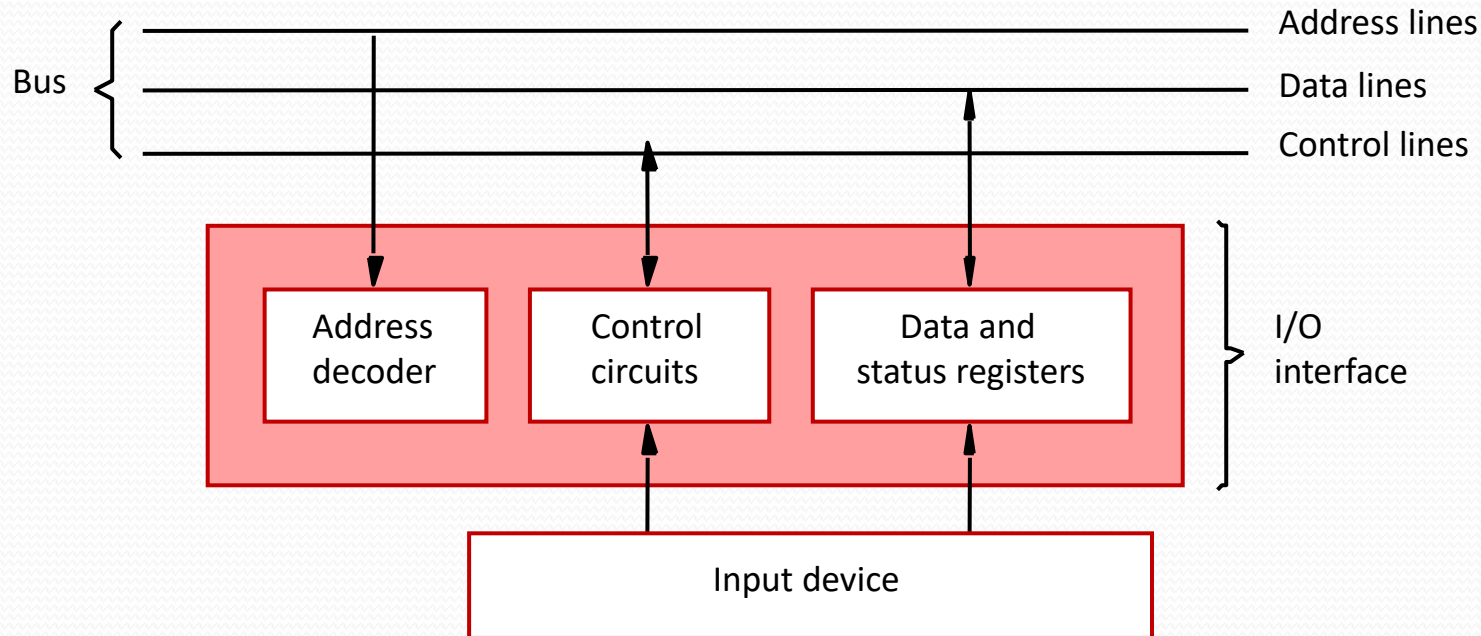 Address lines
Bus
Data lines
Control lines
Address
decoder
Control
circuits
Data and
status registers
I/O
interface
Input device